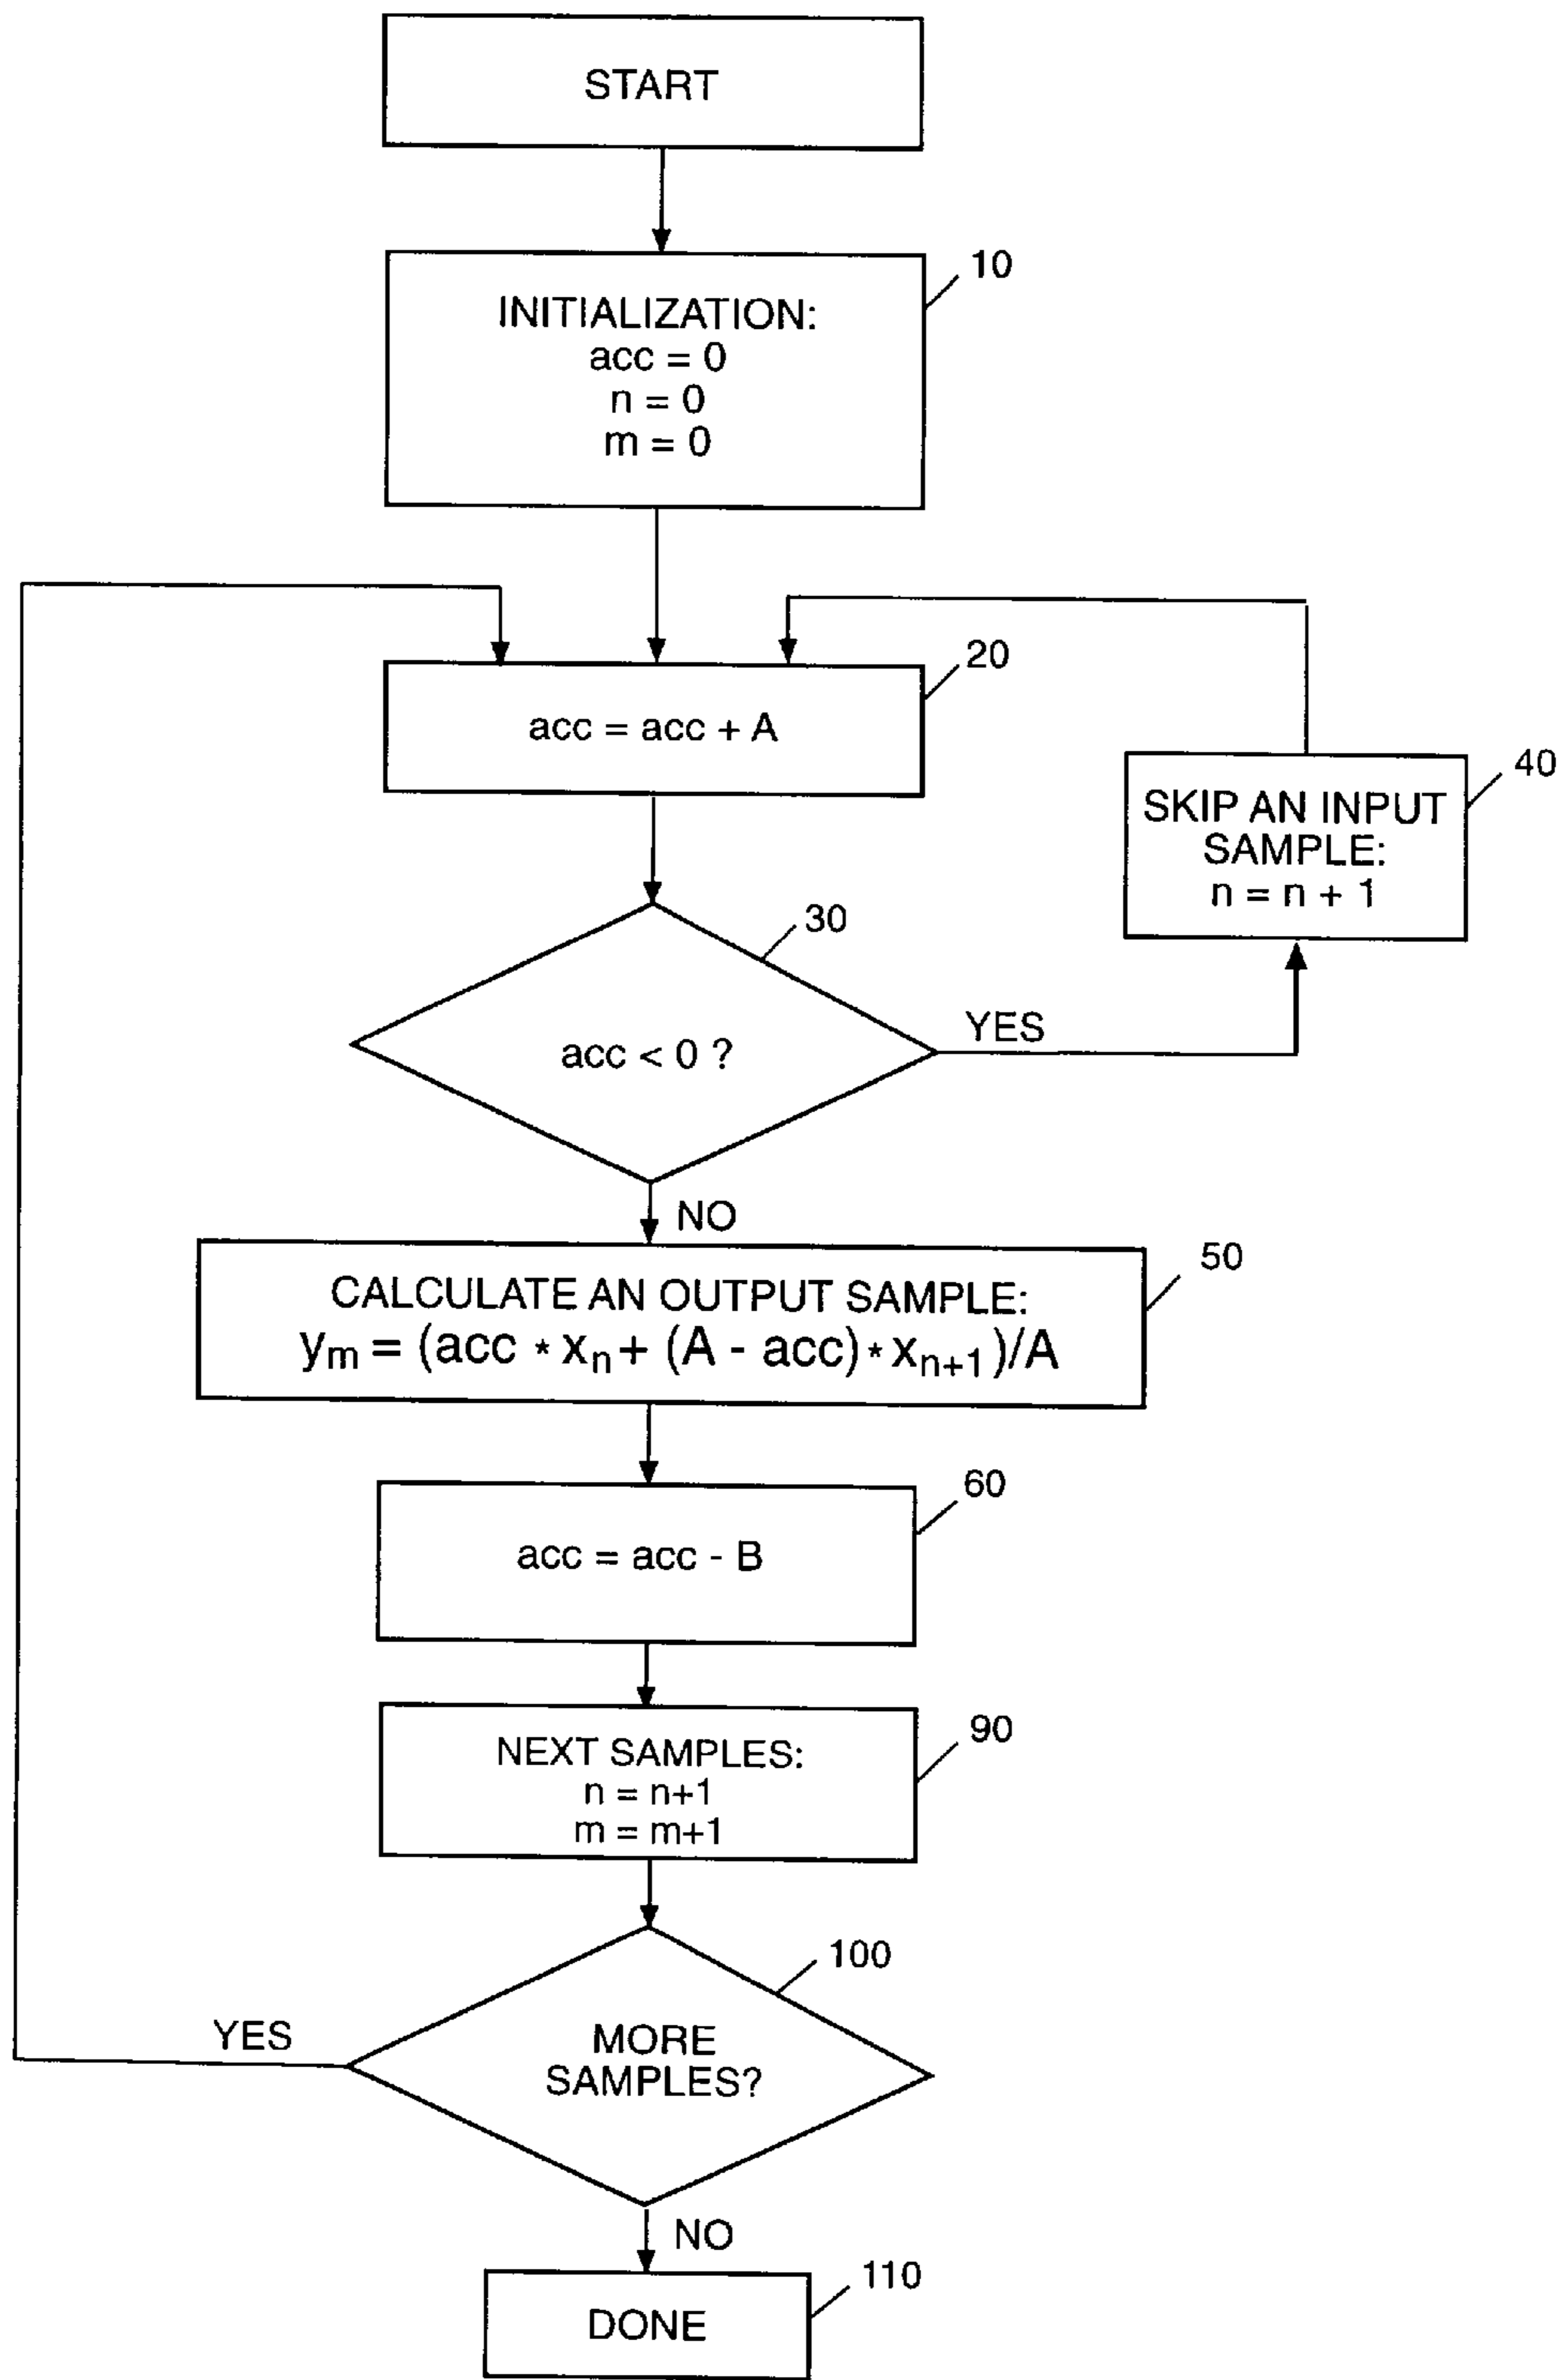 START
10
INITIALIZATION:
acc = 0
n = 0
m = 0
20
acc = acc + A
40
SKIP AN INPUT
SAMPLE:
n = n + 1
30
acc < 0 ?
YES
NO
50
CALCULATE AN OUTPUT SAMPLE:
yₘ = (acc * xₙ + (A - acc) * xₙ₊₁)/A
60
acc = acc - B
90
NEXT SAMPLES:
n = n+1
m = m+1
100
MORE
SAMPLES?
YES
NO
110
DONE